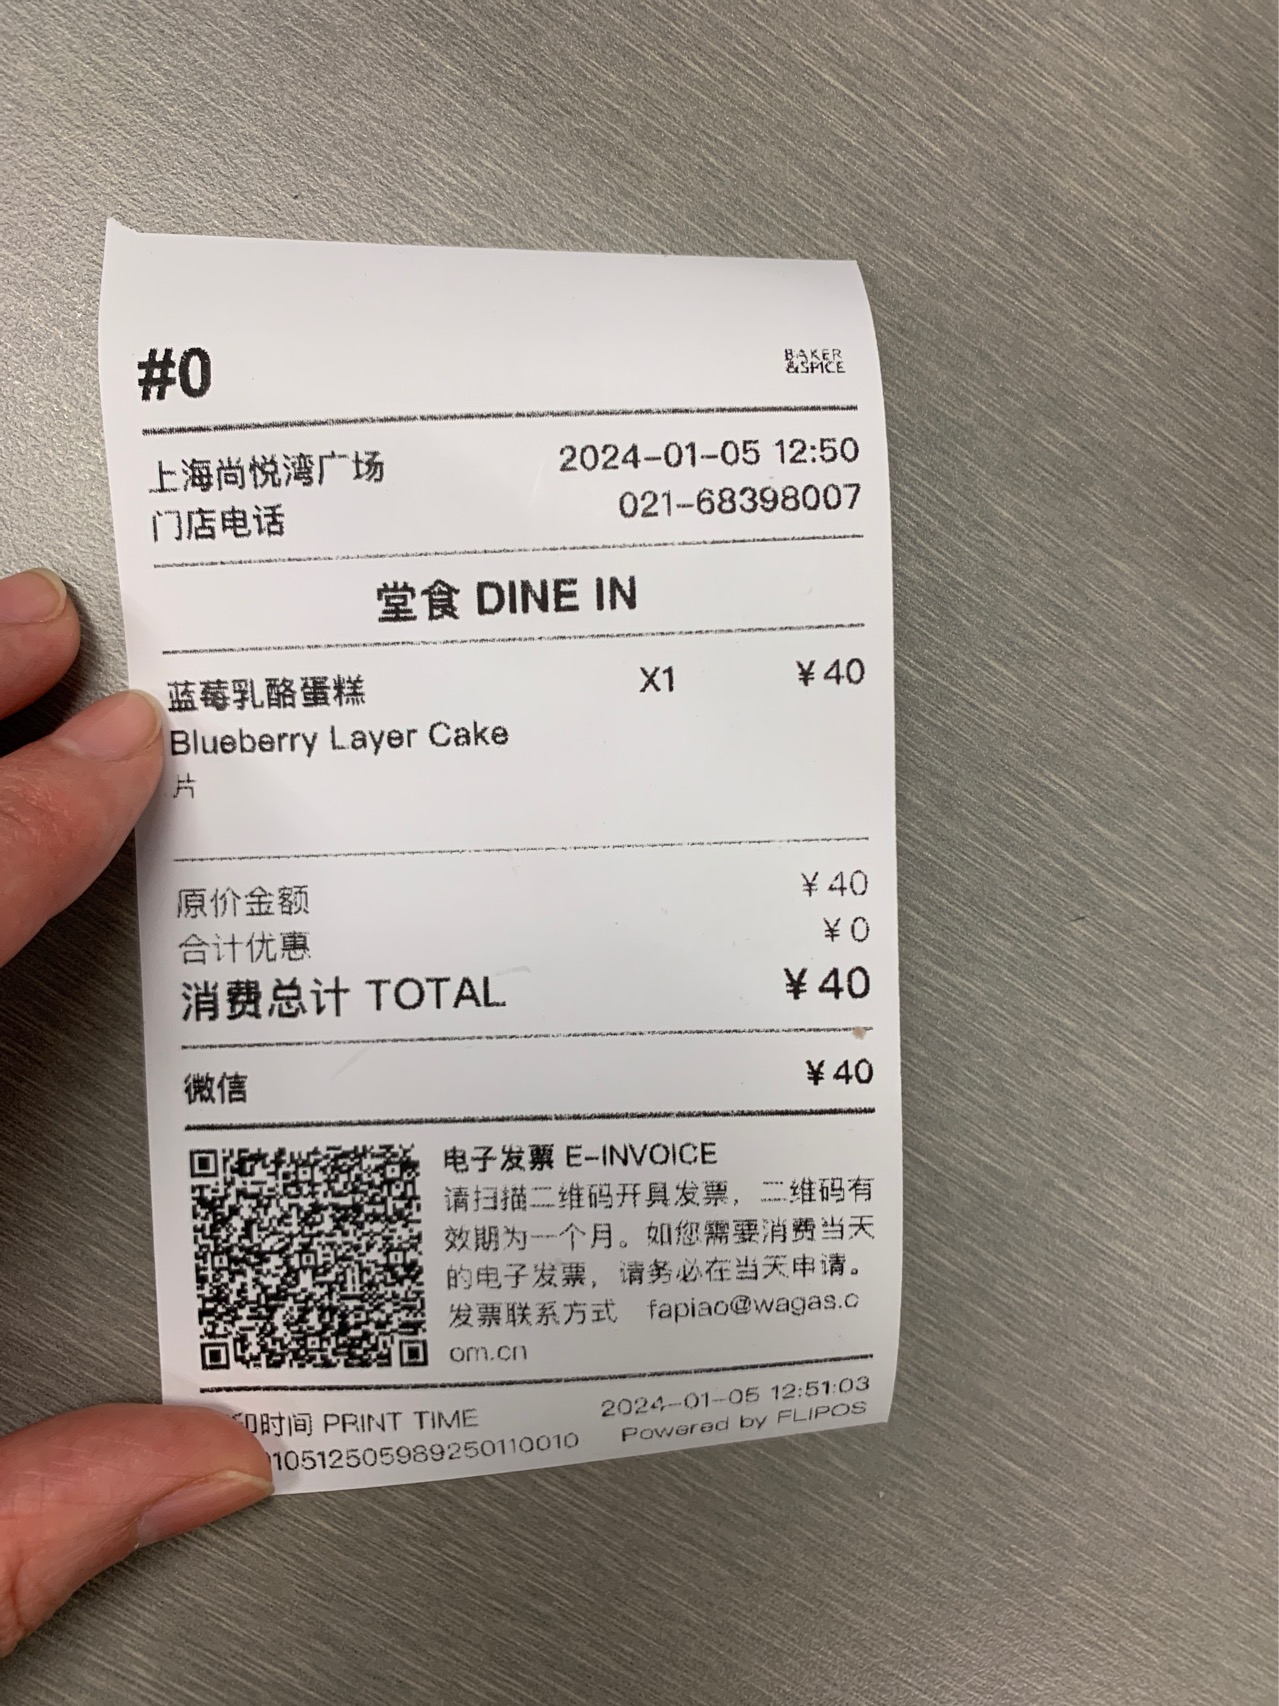 #0
BAKER
&SPICE
上海尚悦湾广场 2024-01-05 12:50
门店电话 021-68398007
堂食 DINE IN
蓝莓乳酪蛋糕 X1 ¥40
Blueberry Layer Cake
片
原价金额 ¥40
合计优惠 ¥0
消费总计 TOTAL ¥40
微信 ¥40
电子发票 E-INVOICE
请扫描二维码开具发票，二维码有
效期为一个月。如您需要消费当天
的电子发票，请务必在当天申请。
发票联系方式 fapiao@wagas.c
om.cn
印时间 PRINT TIME 2024-01-05 12:51:03
10512505989250110010 Powered by FLIPOS